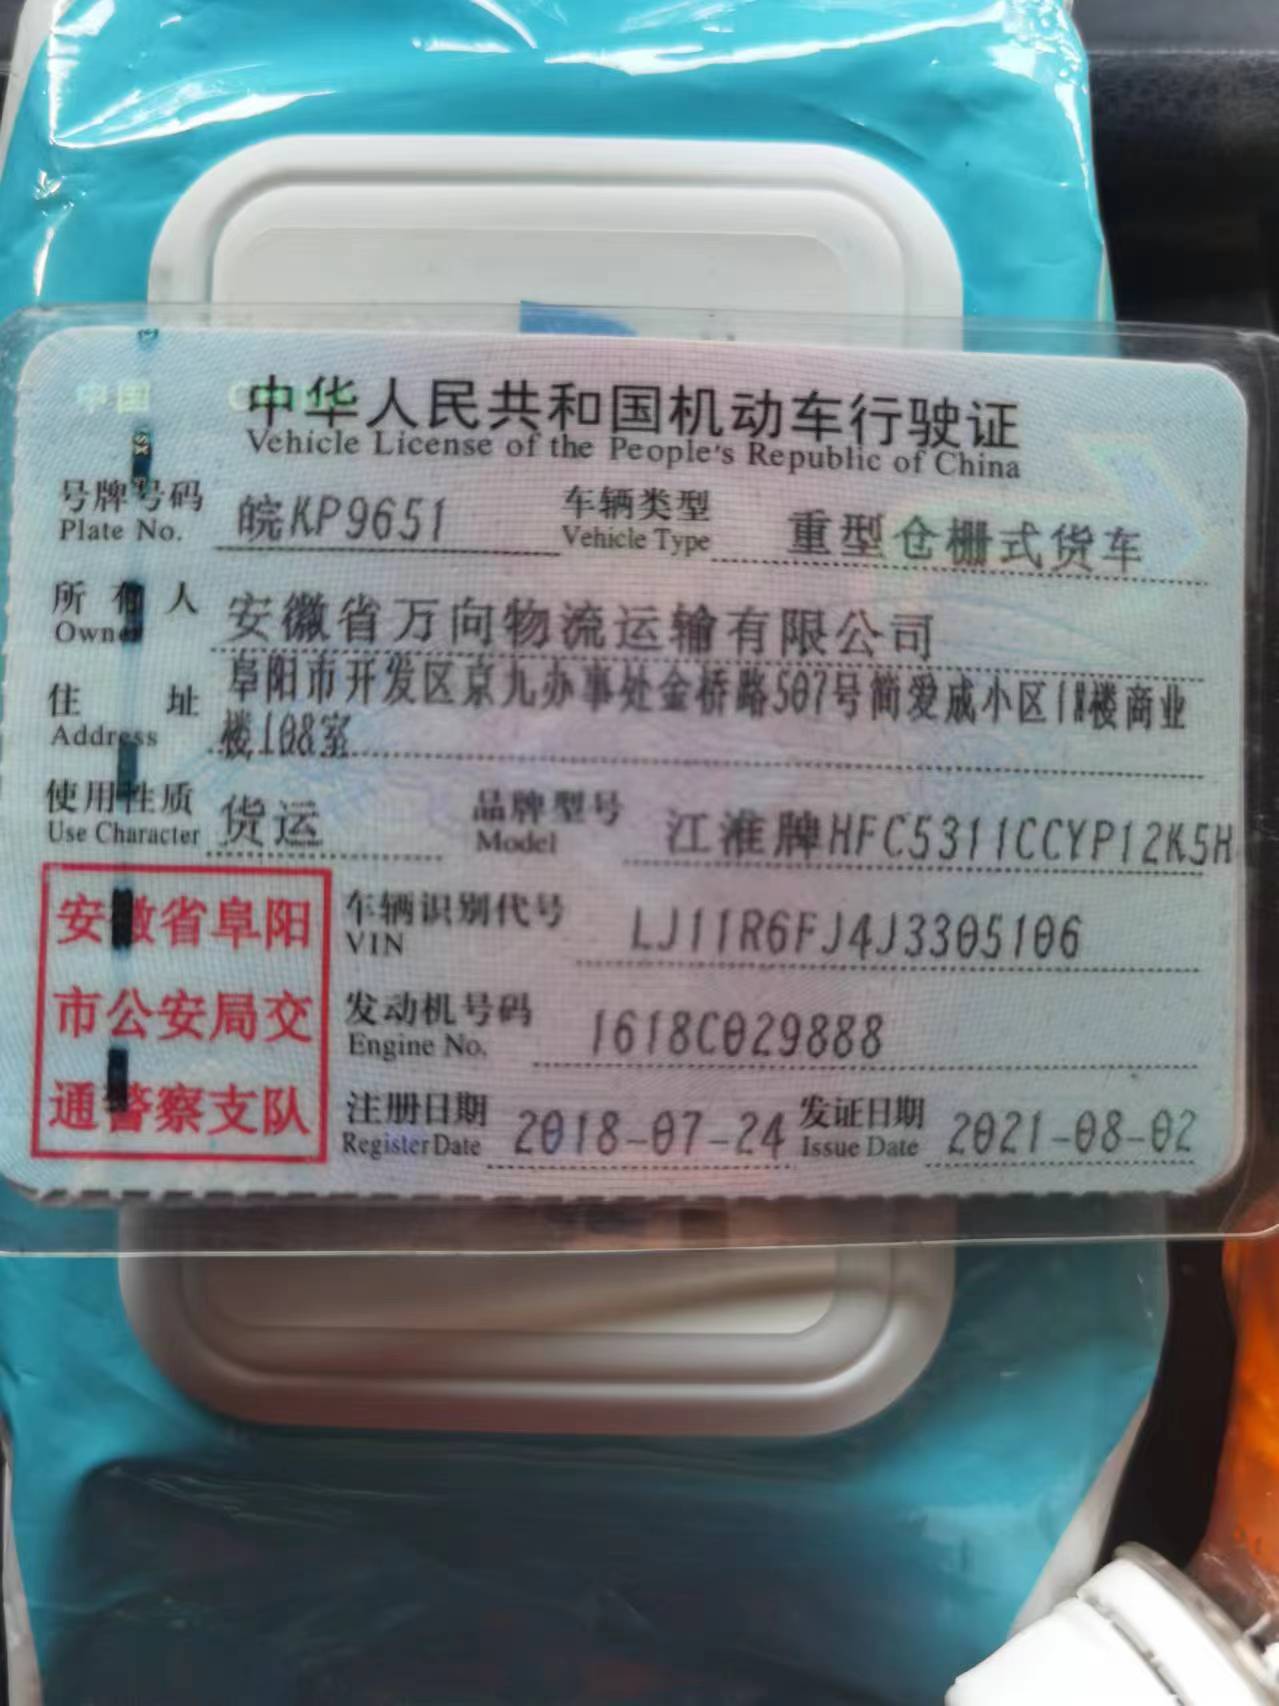 中国
中华人民共和国机动车行驶证
Vehicle License of the People's Republic of China
号牌号码 皖KP9651 车辆类型 重型仓栅式货车
Plate No. Vehicle Type
所有人 安徽省万向物流运输有限公司
Owner
住址 阜阳市开发区京九办事处金桥路507号简爱成小区1#楼商业
Address 楼108室
使用性质 货运 品牌型号 江淮牌HFC5311CCYP12K5H
Use Character Model
安徽省阜阳
市公安局交
通警察支队
车辆识别代号 LJ11R6FJ4J3305106
VIN
发动机号码 1618C029888
Engine No.
注册日期 2018-07-24 发证日期 2021-08-02
Register Date Issue Date